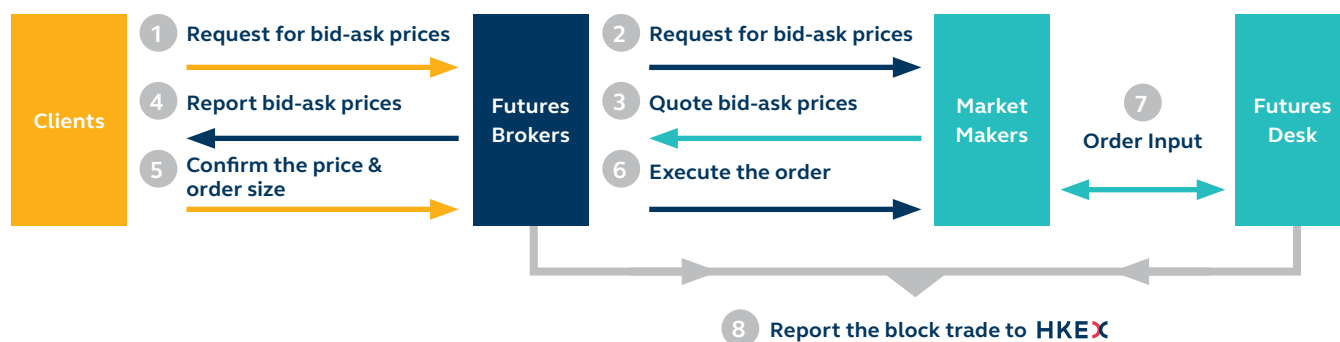 1 Request for bid-ask prices
2 Request for bid-ask prices
4 Report bid-ask prices
3 Quote bid-ask prices
5 Confirm the price &
order size
6 Execute the order
7
Order Input
Clients
Futures
Brokers
Market
Makers
Futures
Desk
8 Report the block trade to HKEX